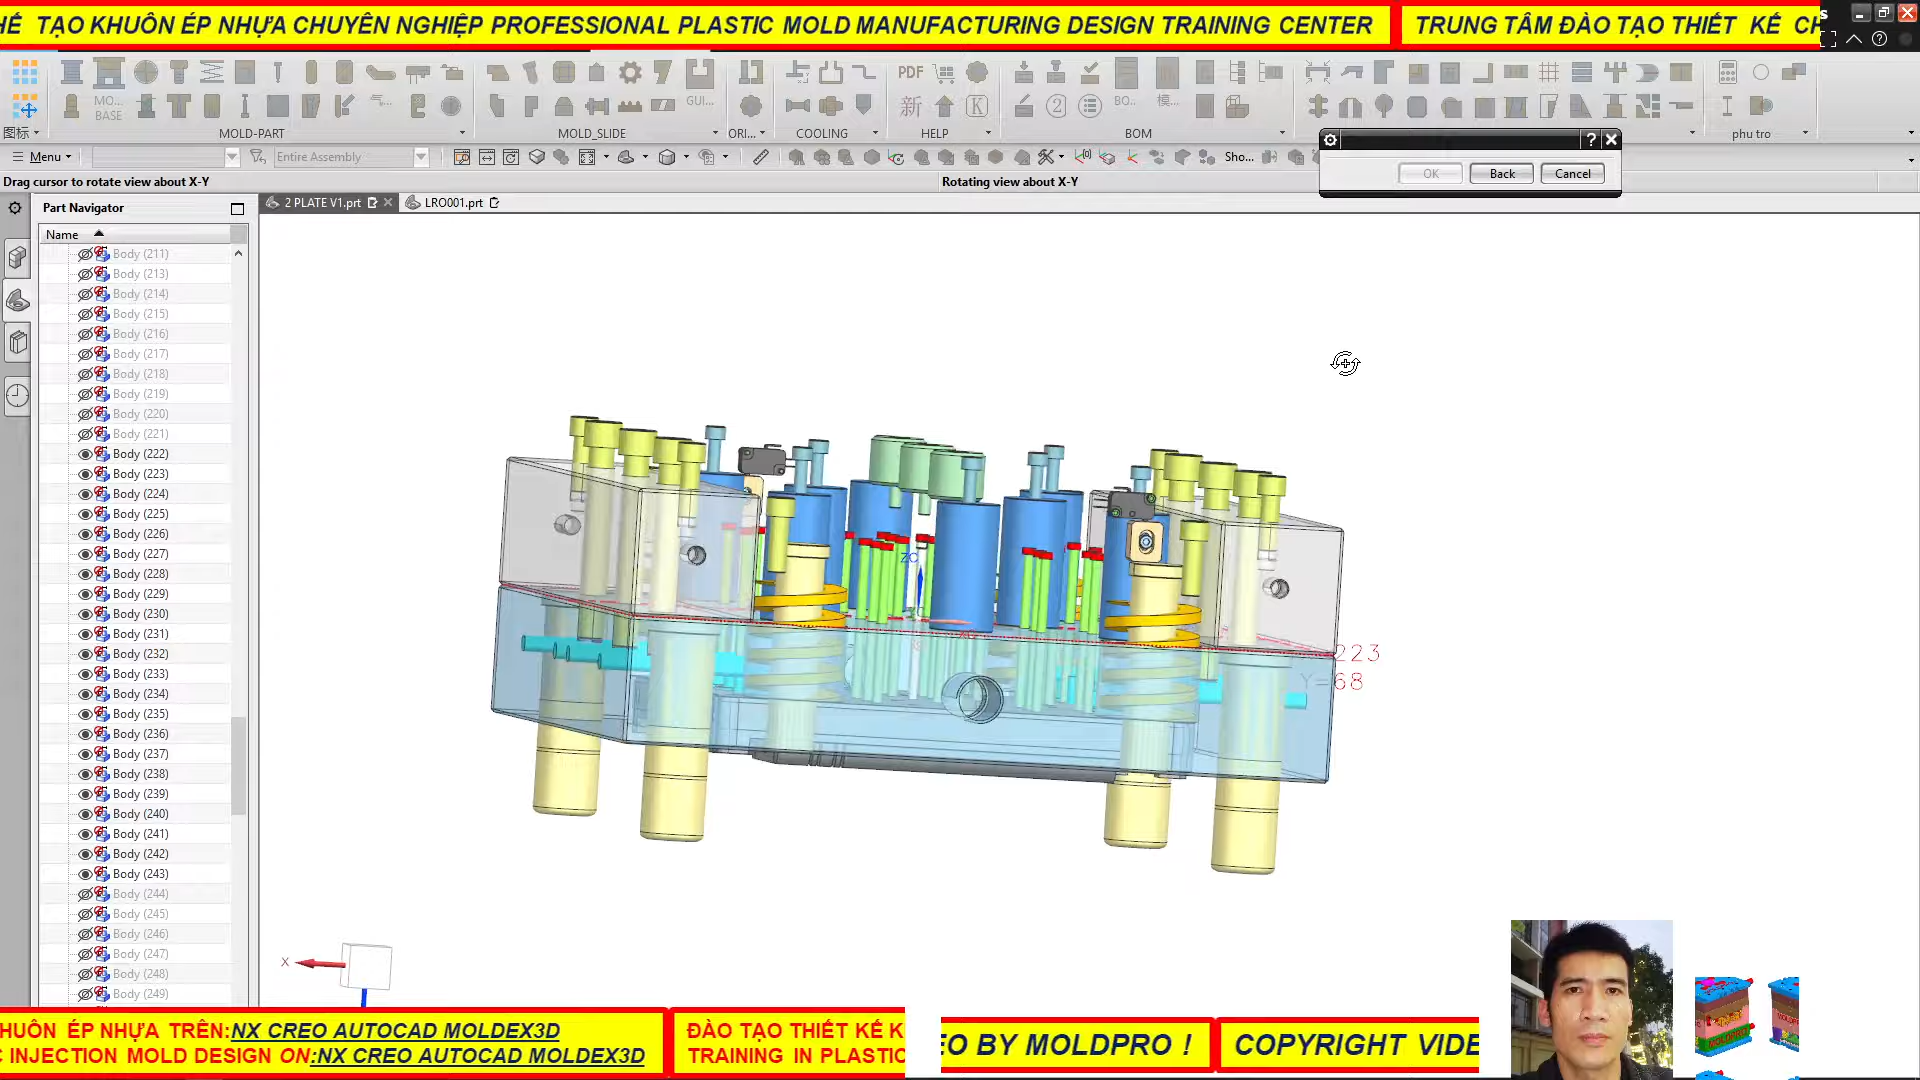 HẾ TẠO KHUÔN ÉP NHỰA CHUYÊN NGHIỆP PROFESSIONAL PLASTIC MOLD MANUFACTURING DESIGN TRAINING CENTER
TRUNG TÂM ĐÀO TẠO THIẾT KẾ CH
s
PDF
新
K
2
MO...
BASE
GUI...
BO...
模...
图标
MOLD-PART
MOLD_SLIDE
ORI...
COOLING
HELP
BOM
phu tro
Menu
Entire Assembly
Sho...
OK
Back
Cancel
Drag cursor to rotate view about X-Y
Rotating view about X-Y
Part Navigator
2 PLATE V1.prt
LRO001.prt
Name
Body (211)
Body (213)
Body (214)
Body (215)
Body (216)
Body (217)
Body (218)
Body (219)
Body (220)
Body (221)
Body (222)
Body (223)
Body (224)
Body (225)
Body (226)
Body (227)
Body (228)
Body (229)
Body (230)
Body (231)
Body (232)
Body (233)
Body (234)
Body (235)
Body (236)
Body (237)
Body (238)
Body (239)
Body (240)
Body (241)
Body (242)
Body (243)
Body (244)
Body (245)
Body (246)
Body (247)
Body (248)
Body (249)
ZC
XC
223
Y=68
X
HUÔN ÉP NHỰA TRÊN:NX CREO AUTOCAD MOLDEX3D
C INJECTION MOLD DESIGN ON:NX CREO AUTOCAD MOLDEX3D
ĐÀO TẠO THIẾT KẾ K
TRAINING IN PLASTIC
EO BY MOLDPRO !
COPYRIGHT VIDE